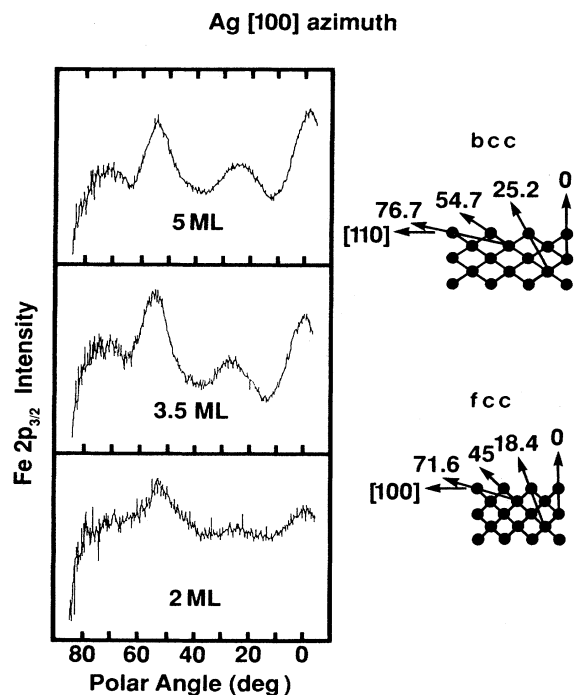 Ag [100] azimuth
Fe 2p3/2 Intensity
5 ML
3.5 ML
2 ML
80 60 40 20 0
Polar Angle (deg)
bcc
76.7 54.7 25.2 0
[110]
fcc
71.6 45 18.4 0
[100]